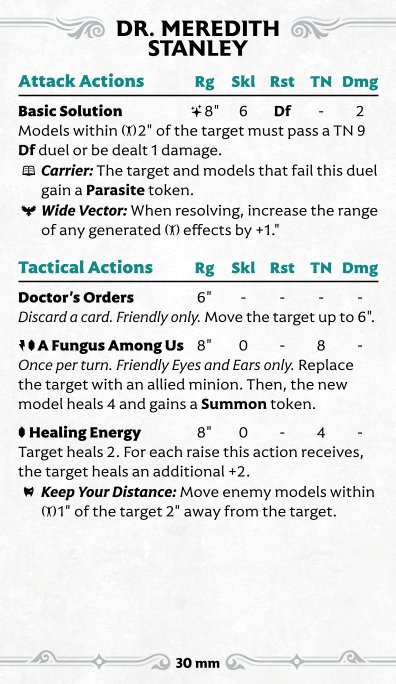 DR. MEREDITH
STANLEY
Attack Actions Rg Skl Rst TN Dmg
Basic Solution 8" 6 Df - 2
Models within 2" of the target must pass a TN 9
Df duel or be dealt 1 damage.
Carrier: The target and models that fail this duel
gain a Parasite token.
Wide Vector: When resolving, increase the range
of any generated effects by +1."
Tactical Actions Rg Skl Rst TN Dmg
Doctor's Orders 6" - - - -
Discard a card. Friendly only. Move the target up to 6".
A Fungus Among Us 8" 0 - 8 -
Once per turn. Friendly Eyes and Ears only. Replace
the target with an allied minion. Then, the new
model heals 4 and gains a Summon token.
Healing Energy 8" 0 - 4 -
Target heals 2. For each raise this action receives,
the target heals an additional +2.
Keep Your Distance: Move enemy models within
1" of the target 2" away from the target.
30 mm